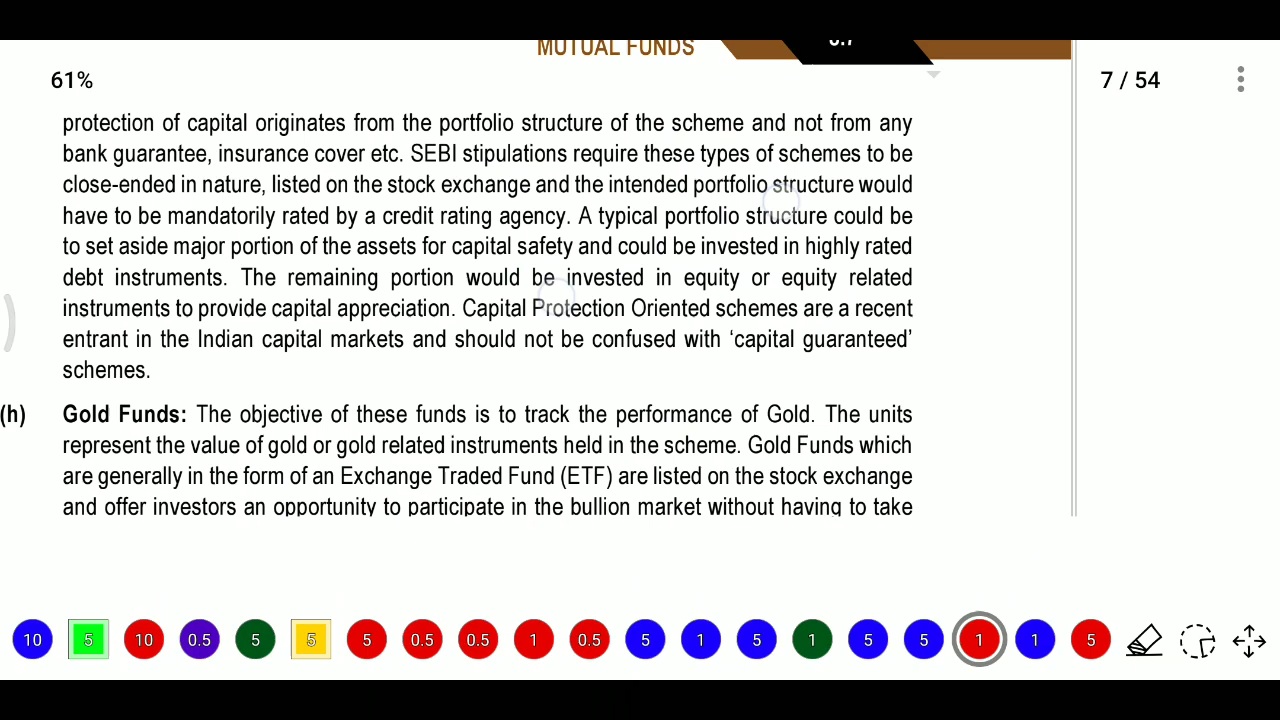 MUTUAL FUNDS
61%
7 / 54
protection of capital originates from the portfolio structure of the scheme and not from any
bank guarantee, insurance cover etc. SEBI stipulations require these types of schemes to be
close-ended in nature, listed on the stock exchange and the intended portfolio structure would
have to be mandatorily rated by a credit rating agency. A typical portfolio structure could be
to set aside major portion of the assets for capital safety and could be invested in highly rated
debt instruments. The remaining portion would be invested in equity or equity related
instruments to provide capital appreciation. Capital Protection Oriented schemes are a recent
entrant in the Indian capital markets and should not be confused with ‘capital guaranteed’
schemes.
(h) Gold Funds: The objective of these funds is to track the performance of Gold. The units
represent the value of gold or gold related instruments held in the scheme. Gold Funds which
are generally in the form of an Exchange Traded Fund (ETF) are listed on the stock exchange
and offer investors an opportunity to participate in the bullion market without having to take
10 5 10 0.5 5 5 5 0.5 0.5 1 0.5 5 1 5 1 5 5 1 1 5